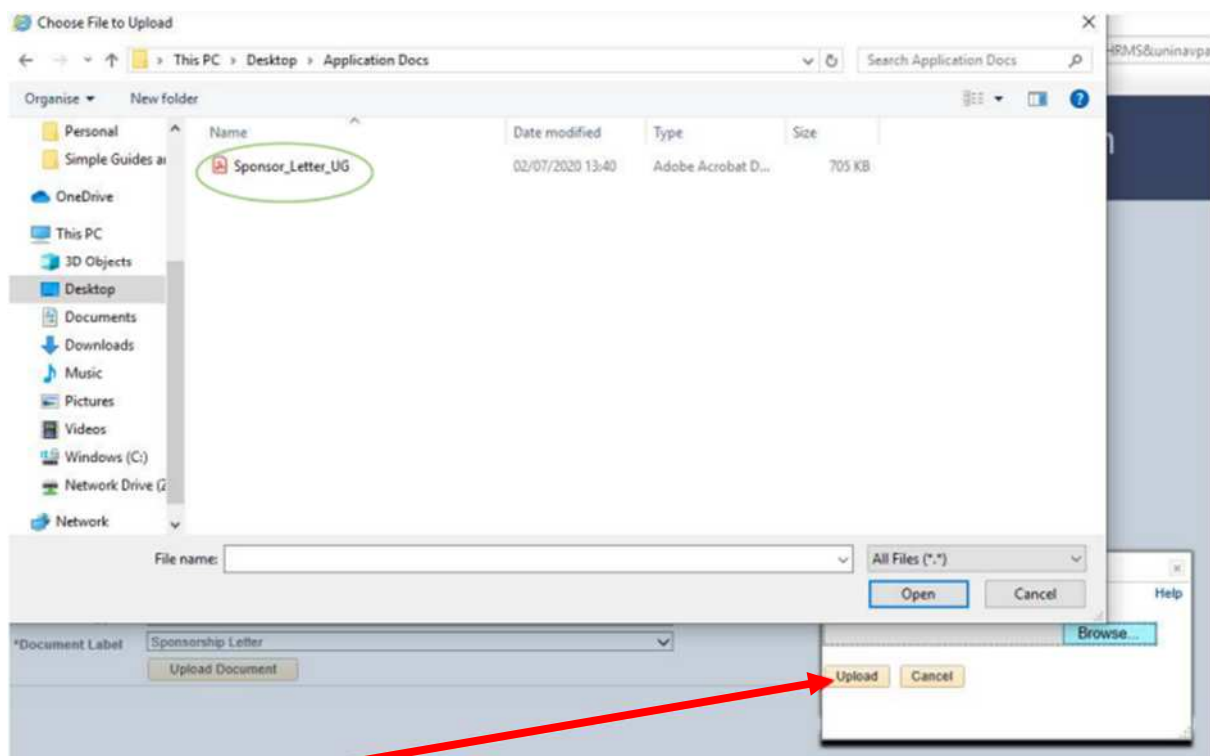 Choose File to Upload
HRMS&uninavpa
This PC > Desktop > Application Docs
Search Application Docs
Organise
New folder
Name
Date modified
Type
Size
Sponsor_Letter_UG
02/07/2020 13:40
Adobe Acrobat D...
705 KB
Personal
Simple Guides a
OneDrive
This PC
3D Objects
Desktop
Documents
Downloads
Music
Pictures
Videos
Windows (C:)
Network Drive (
Network
File name:
All Files (*.*)
Open
Cancel
Help
*Document Label
Sponsorship Letter
Browse...
Upload Document
Upload
Cancel